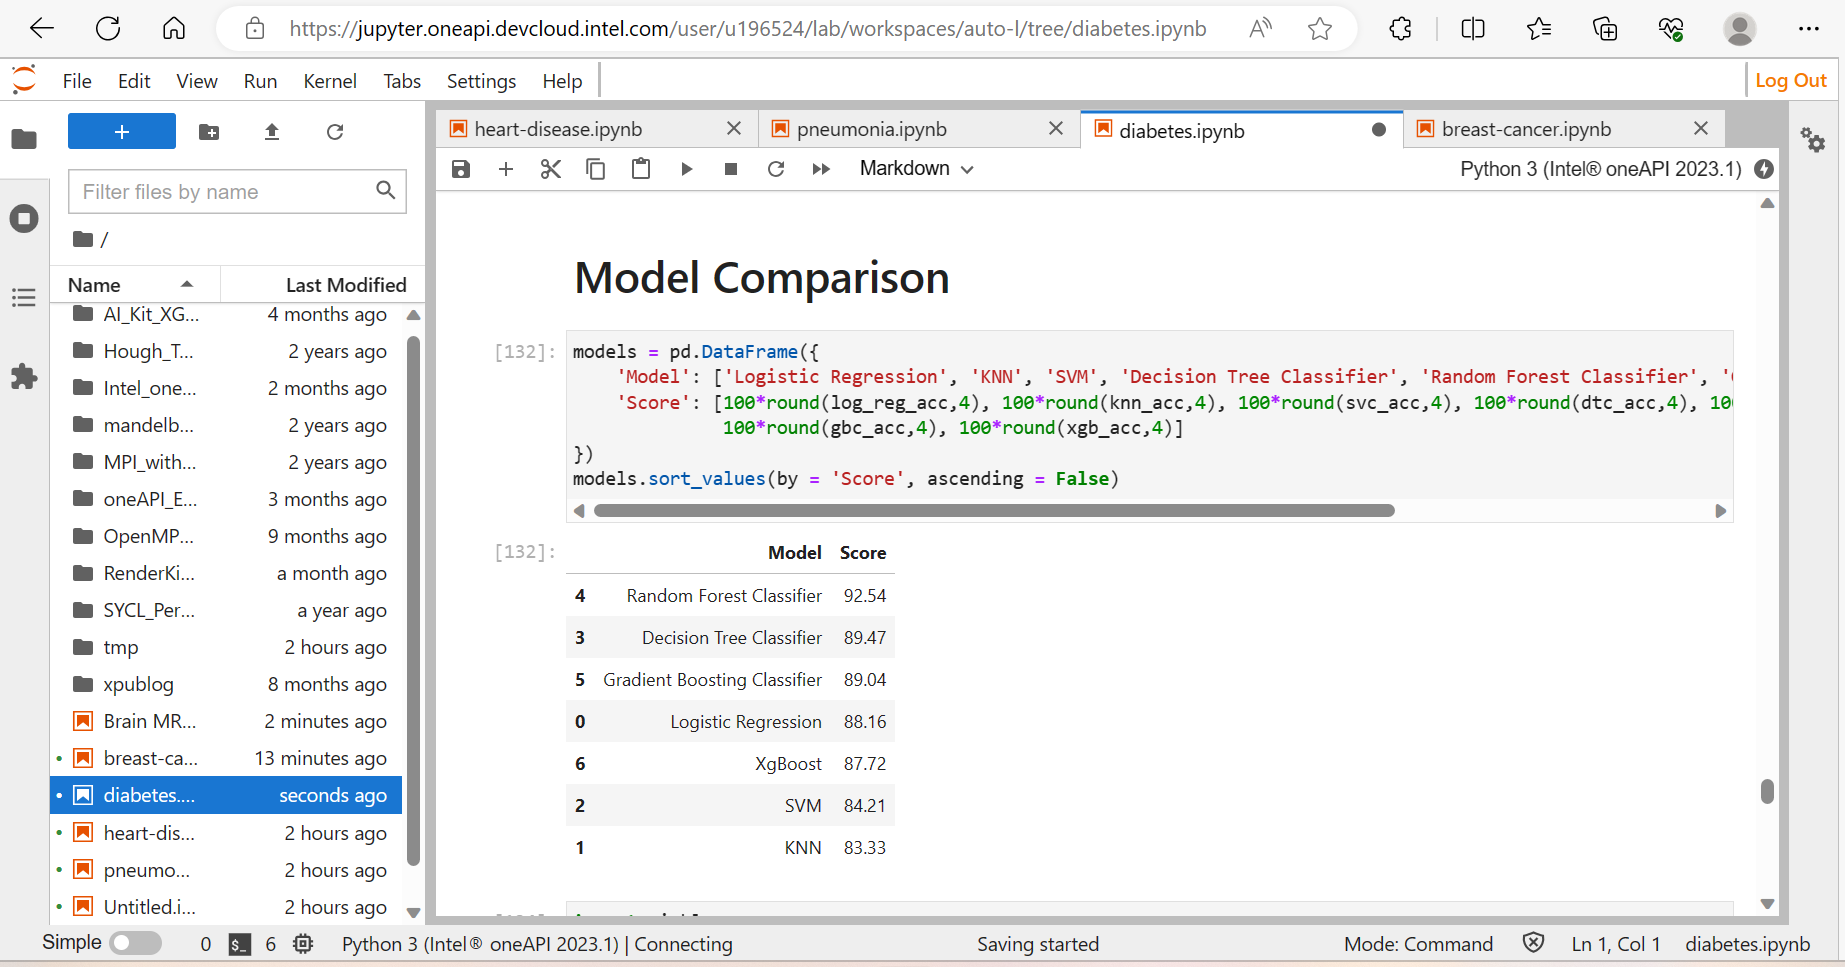 https://jupyter.oneapi.devcloud.intel.com/user/u196524/lab/workspaces/auto-l/tree/diabetes.ipynb
File Edit View Run Kernel Tabs Settings Help
Log Out
heart-disease.ipynb
pneumonia.ipynb
diabetes.ipynb
breast-cancer.ipynb
Markdown
Python 3 (Intel® oneAPI 2023.1)
Filter files by name
/
Name Last Modified
AI_Kit_XG... 4 months ago
Hough_T... 2 years ago
Intel_one... 2 months ago
mandelb... 2 years ago
MPI_with... 2 years ago
oneAPI_E... 3 months ago
OpenMP... 9 months ago
RenderKi... a month ago
SYCL_Per... a year ago
tmp 2 hours ago
xpublog 8 months ago
Brain MR... 2 minutes ago
breast-ca... 13 minutes ago
diabetes.... seconds ago
heart-dis... 2 hours ago
pneumo... 2 hours ago
Untitled.i... 2 hours ago
Model Comparison
[132]:
models = pd.DataFrame({
'Model': ['Logistic Regression', 'KNN', 'SVM', 'Decision Tree Classifier', 'Random Forest Classifier',
'Score': [100*round(log_reg_acc,4), 100*round(knn_acc,4), 100*round(svc_acc,4), 100*round(dtc_acc,4),
100*round(gbc_acc,4), 100*round(xgb_acc,4)]
})
models.sort_values(by = 'Score', ascending = False)
[132]:
Model Score
4 Random Forest Classifier 92.54
3 Decision Tree Classifier 89.47
5 Gradient Boosting Classifier 89.04
0 Logistic Regression 88.16
6 XgBoost 87.72
2 SVM 84.21
1 KNN 83.33
Simple 0 $_ 6 Python 3 (Intel® oneAPI 2023.1) | Connecting Saving started Mode: Command Ln 1, Col 1 diabetes.ipynb